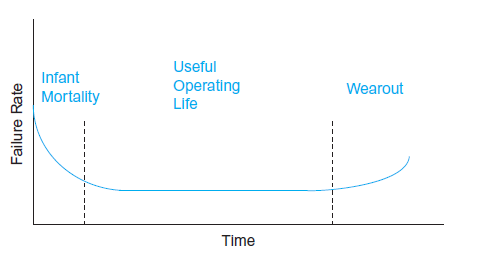 Infant
Mortality
Useful
Operating
Life
Wearout
Failure Rate
Time